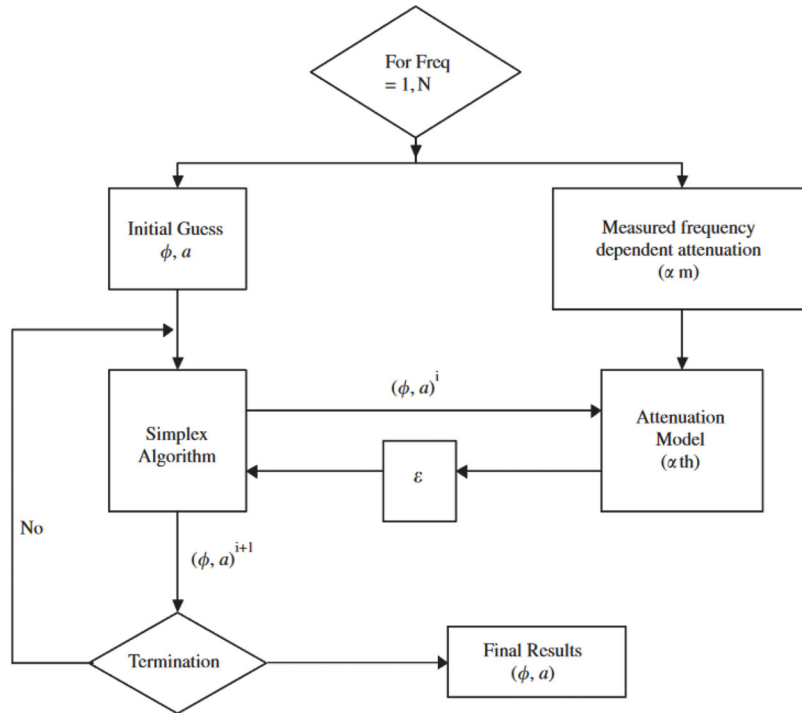 For Freq
= 1, N
Initial Guess
ϕ, a
Measured frequency
dependent attenuation
(α m)
Simplex
Algorithm
(ϕ, a)^i
Attenuation
Model
(α th)
ε
No
(ϕ, a)^i+1
Termination
Final Results
(ϕ, a)